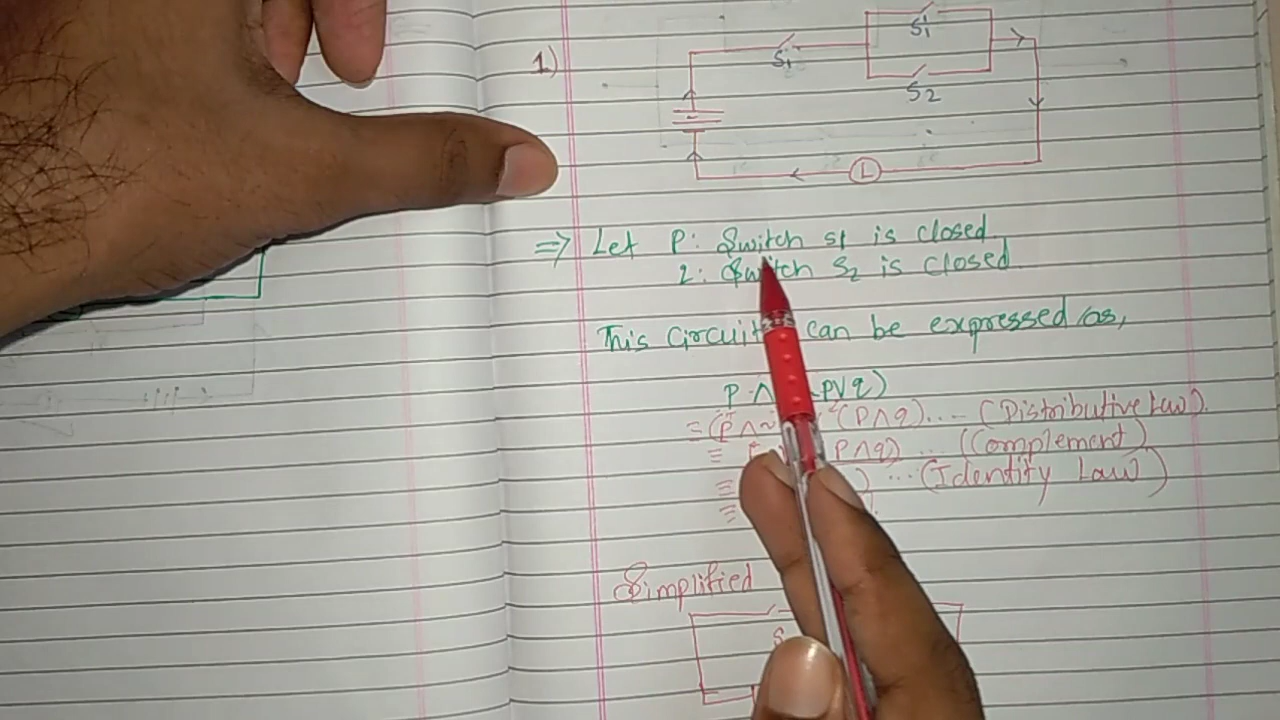 1)
S₁'
S₁
S₂
L
⇒ Let P: Switch S1 is closed
2: Switch S₂ is closed
This Circuit can be expressed as,
P ∧ P∨q)
≡ (P ∧ ~ (P∧q) .... (Distributive Law).
≡ P∧q) ... (Complement)
≡ ) ... (Identity Law)
≡
Simplified
S